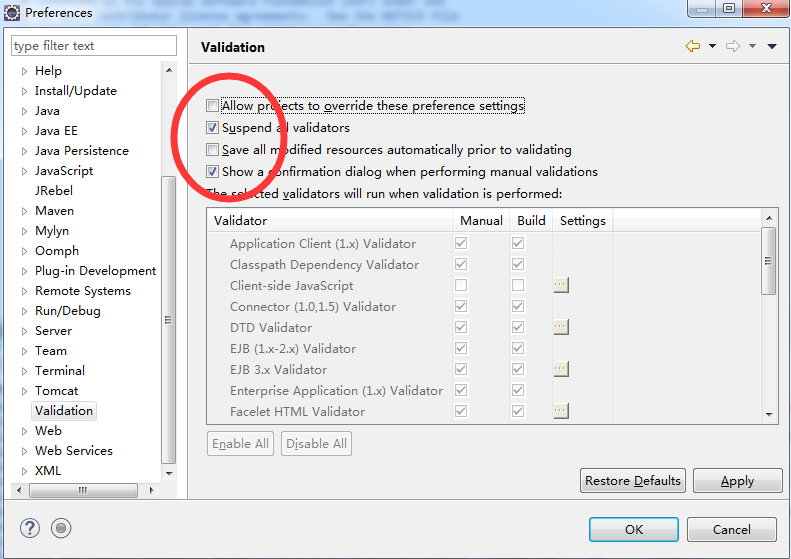 Preferences
type filter text
Help
Install/Update
Java
Java EE
Java Persistence
JavaScript
JRebel
Maven
Mylyn
Oomph
Plug-in Development
Remote Systems
Run/Debug
Server
Team
Terminal
Tomcat
Validation
Web
Web Services
XML
Validation
Allow projects to override these preference settings
Suspend all validators
Save all modified resources automatically prior to validating
Show a confirmation dialog when performing manual validations
The selected validators will run when validation is performed:
Validator Manual Build Settings
Application Client (1.x) Validator
Classpath Dependency Validator
Client-side JavaScript ...
Connector (1.0,1.5) Validator
DTD Validator ...
EJB (1.x-2.x) Validator
EJB 3.x Validator ...
Enterprise Application (1.x) Validator
Facelet HTML Validator ...
Enable All Disable All
Restore Defaults Apply
? OK Cancel